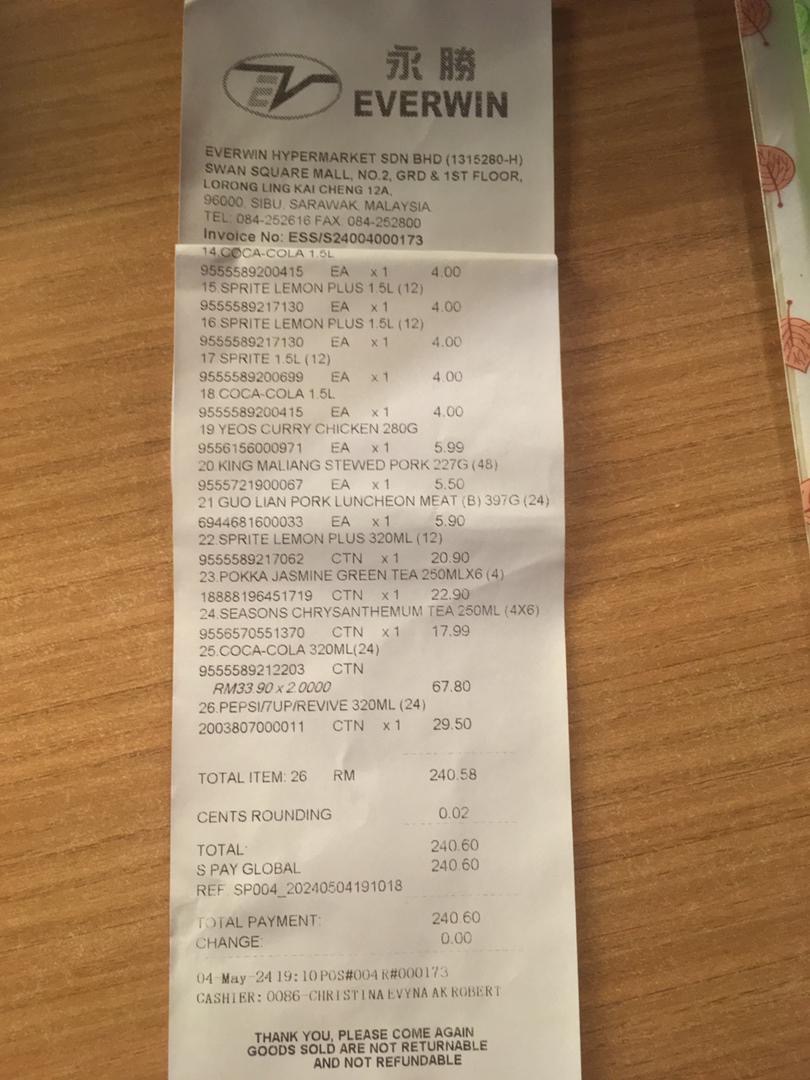 永勝
EV EVERWIN
EVERWIN HYPERMARKET SDN BHD (1315280-H)
SWAN SQUARE MALL, NO.2, GRD & 1ST FLOOR,
LORONG LING KAI CHENG 12A,
96000, SIBU, SARAWAK, MALAYSIA.
TEL: 084-252616 FAX: 084-252800
Invoice No: ESS/S24004000173
14.COCA-COLA 1.5L
9555589200415 EA x 1 4.00
15.SPRITE LEMON PLUS 1.5L (12)
9555589217130 EA x 1 4.00
16.SPRITE LEMON PLUS 1.5L (12)
9555589217130 EA x 1 4.00
17.SPRITE 1.5L (12)
9555589200699 EA x 1 4.00
18.COCA-COLA 1.5L
9555589200415 EA x 1 4.00
19.YEOS CURRY CHICKEN 280G
9556156000971 EA x 1 5.99
20.KING MALIANG STEWED PORK 227G (48)
9555721900067 EA x 1 5.50
21.GUO LIAN PORK LUNCHEON MEAT (B) 397G (24)
6944681600033 EA x 1 5.90
22.SPRITE LEMON PLUS 320ML (12)
9555589217062 CTN x 1 20.90
23.POKKA JASMINE GREEN TEA 250MLX6 (4)
18888196451719 CTN x 1 22.90
24.SEASONS CHRYSANTHEMUM TEA 250ML (4X6)
9556570551370 CTN x 1 17.99
25.COCA-COLA 320ML(24)
9555589212203 CTN
RM33.90 x 2.0000 67.80
26.PEPSI/7UP/REVIVE 320ML (24)
2003807000011 CTN x 1 29.50
TOTAL ITEM: 26 RM 240.58
CENTS ROUNDING 0.02
TOTAL: 240.60
S PAY GLOBAL 240.60
REF. SP004_20240504191018
TOTAL PAYMENT: 240.60
CHANGE: 0.00
04-May-24 19:10 POS#004 R#000173
CASHIER: 0086-CHRISTINA EVYNA AK ROBERT
THANK YOU, PLEASE COME AGAIN
GOODS SOLD ARE NOT RETURNABLE
AND NOT REFUNDABLE